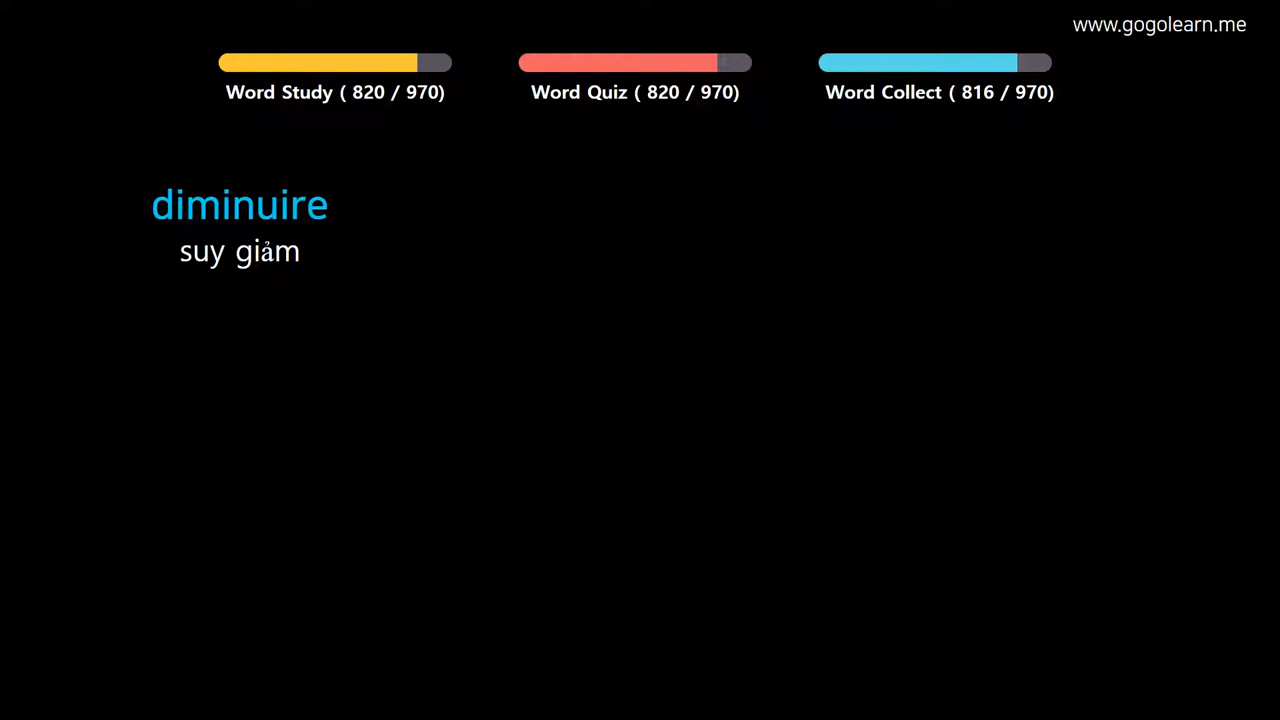 www.gogolearn.me
Word Study ( 820 / 970)
Word Quiz ( 820 / 970)
Word Collect ( 816 / 970)
diminuire
suy giảm